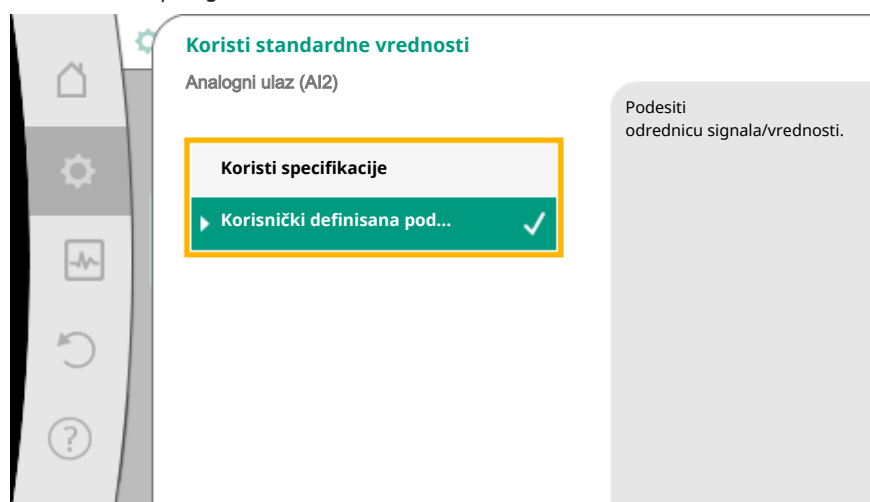 Koristi standardne vrednosti
Analogni ulaz (AI2)
Podesiti
odrednicu signala/vrednosti.
Koristi specifikacije
Korisnički definisana pod...
?